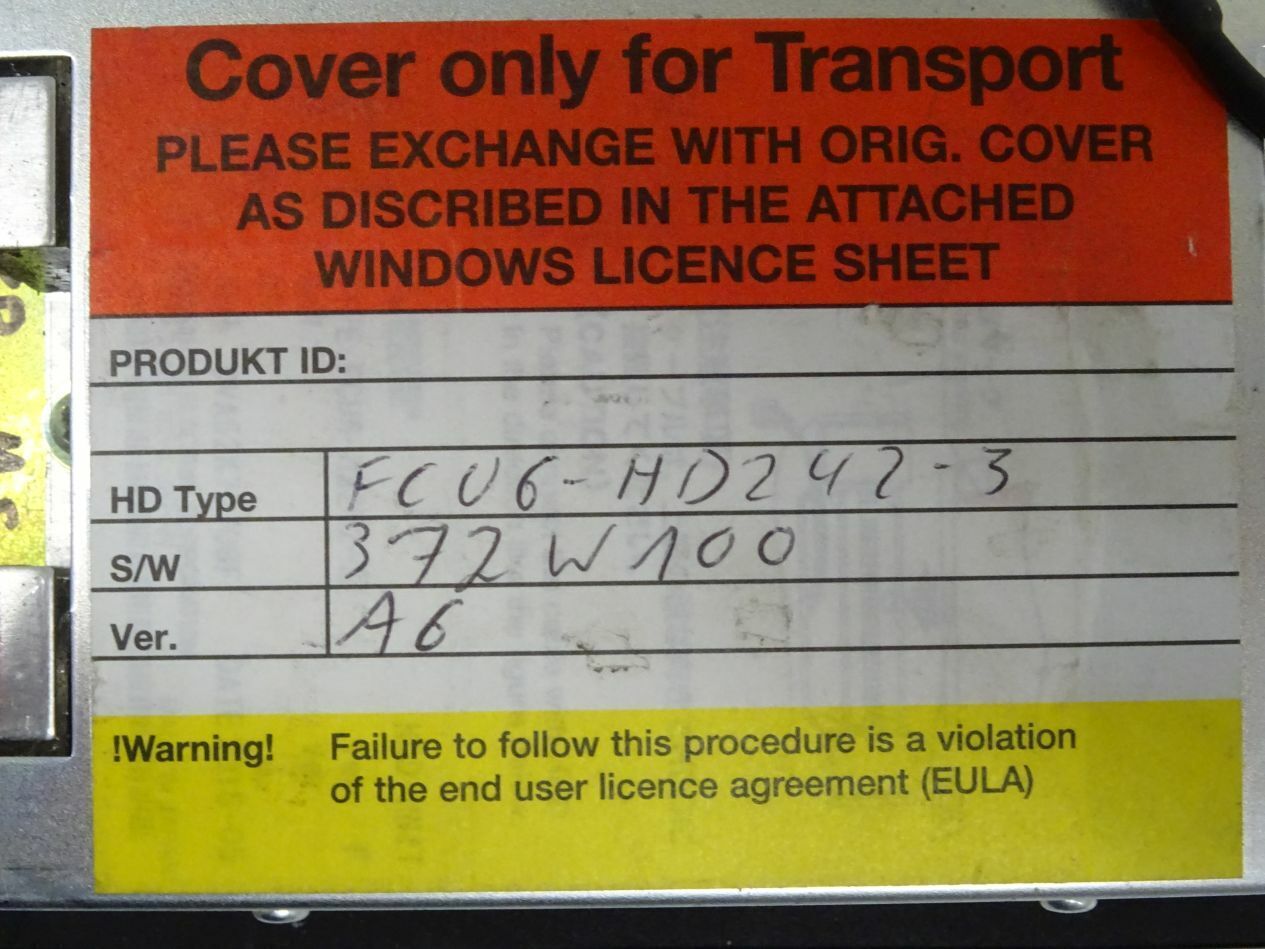 Cover only for Transport
PLEASE EXCHANGE WITH ORIG. COVER
AS DISCRIBED IN THE ATTACHED
WINDOWS LICENCE SHEET
PRODUKT ID:
HD Type FCU6-HD242-3
S/W 372W100
Ver. A6
!Warning! Failure to follow this procedure is a violation
of the end user licence agreement (EULA)